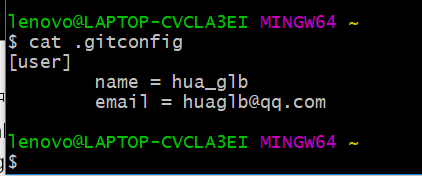 lenovo@LAPTOP-CVCLA3EI MINGW64 ~
$ cat .gitconfig
[user]
        name = hua_glb
        email = huaglb@qq.com

lenovo@LAPTOP-CVCLA3EI MINGW64 ~
$